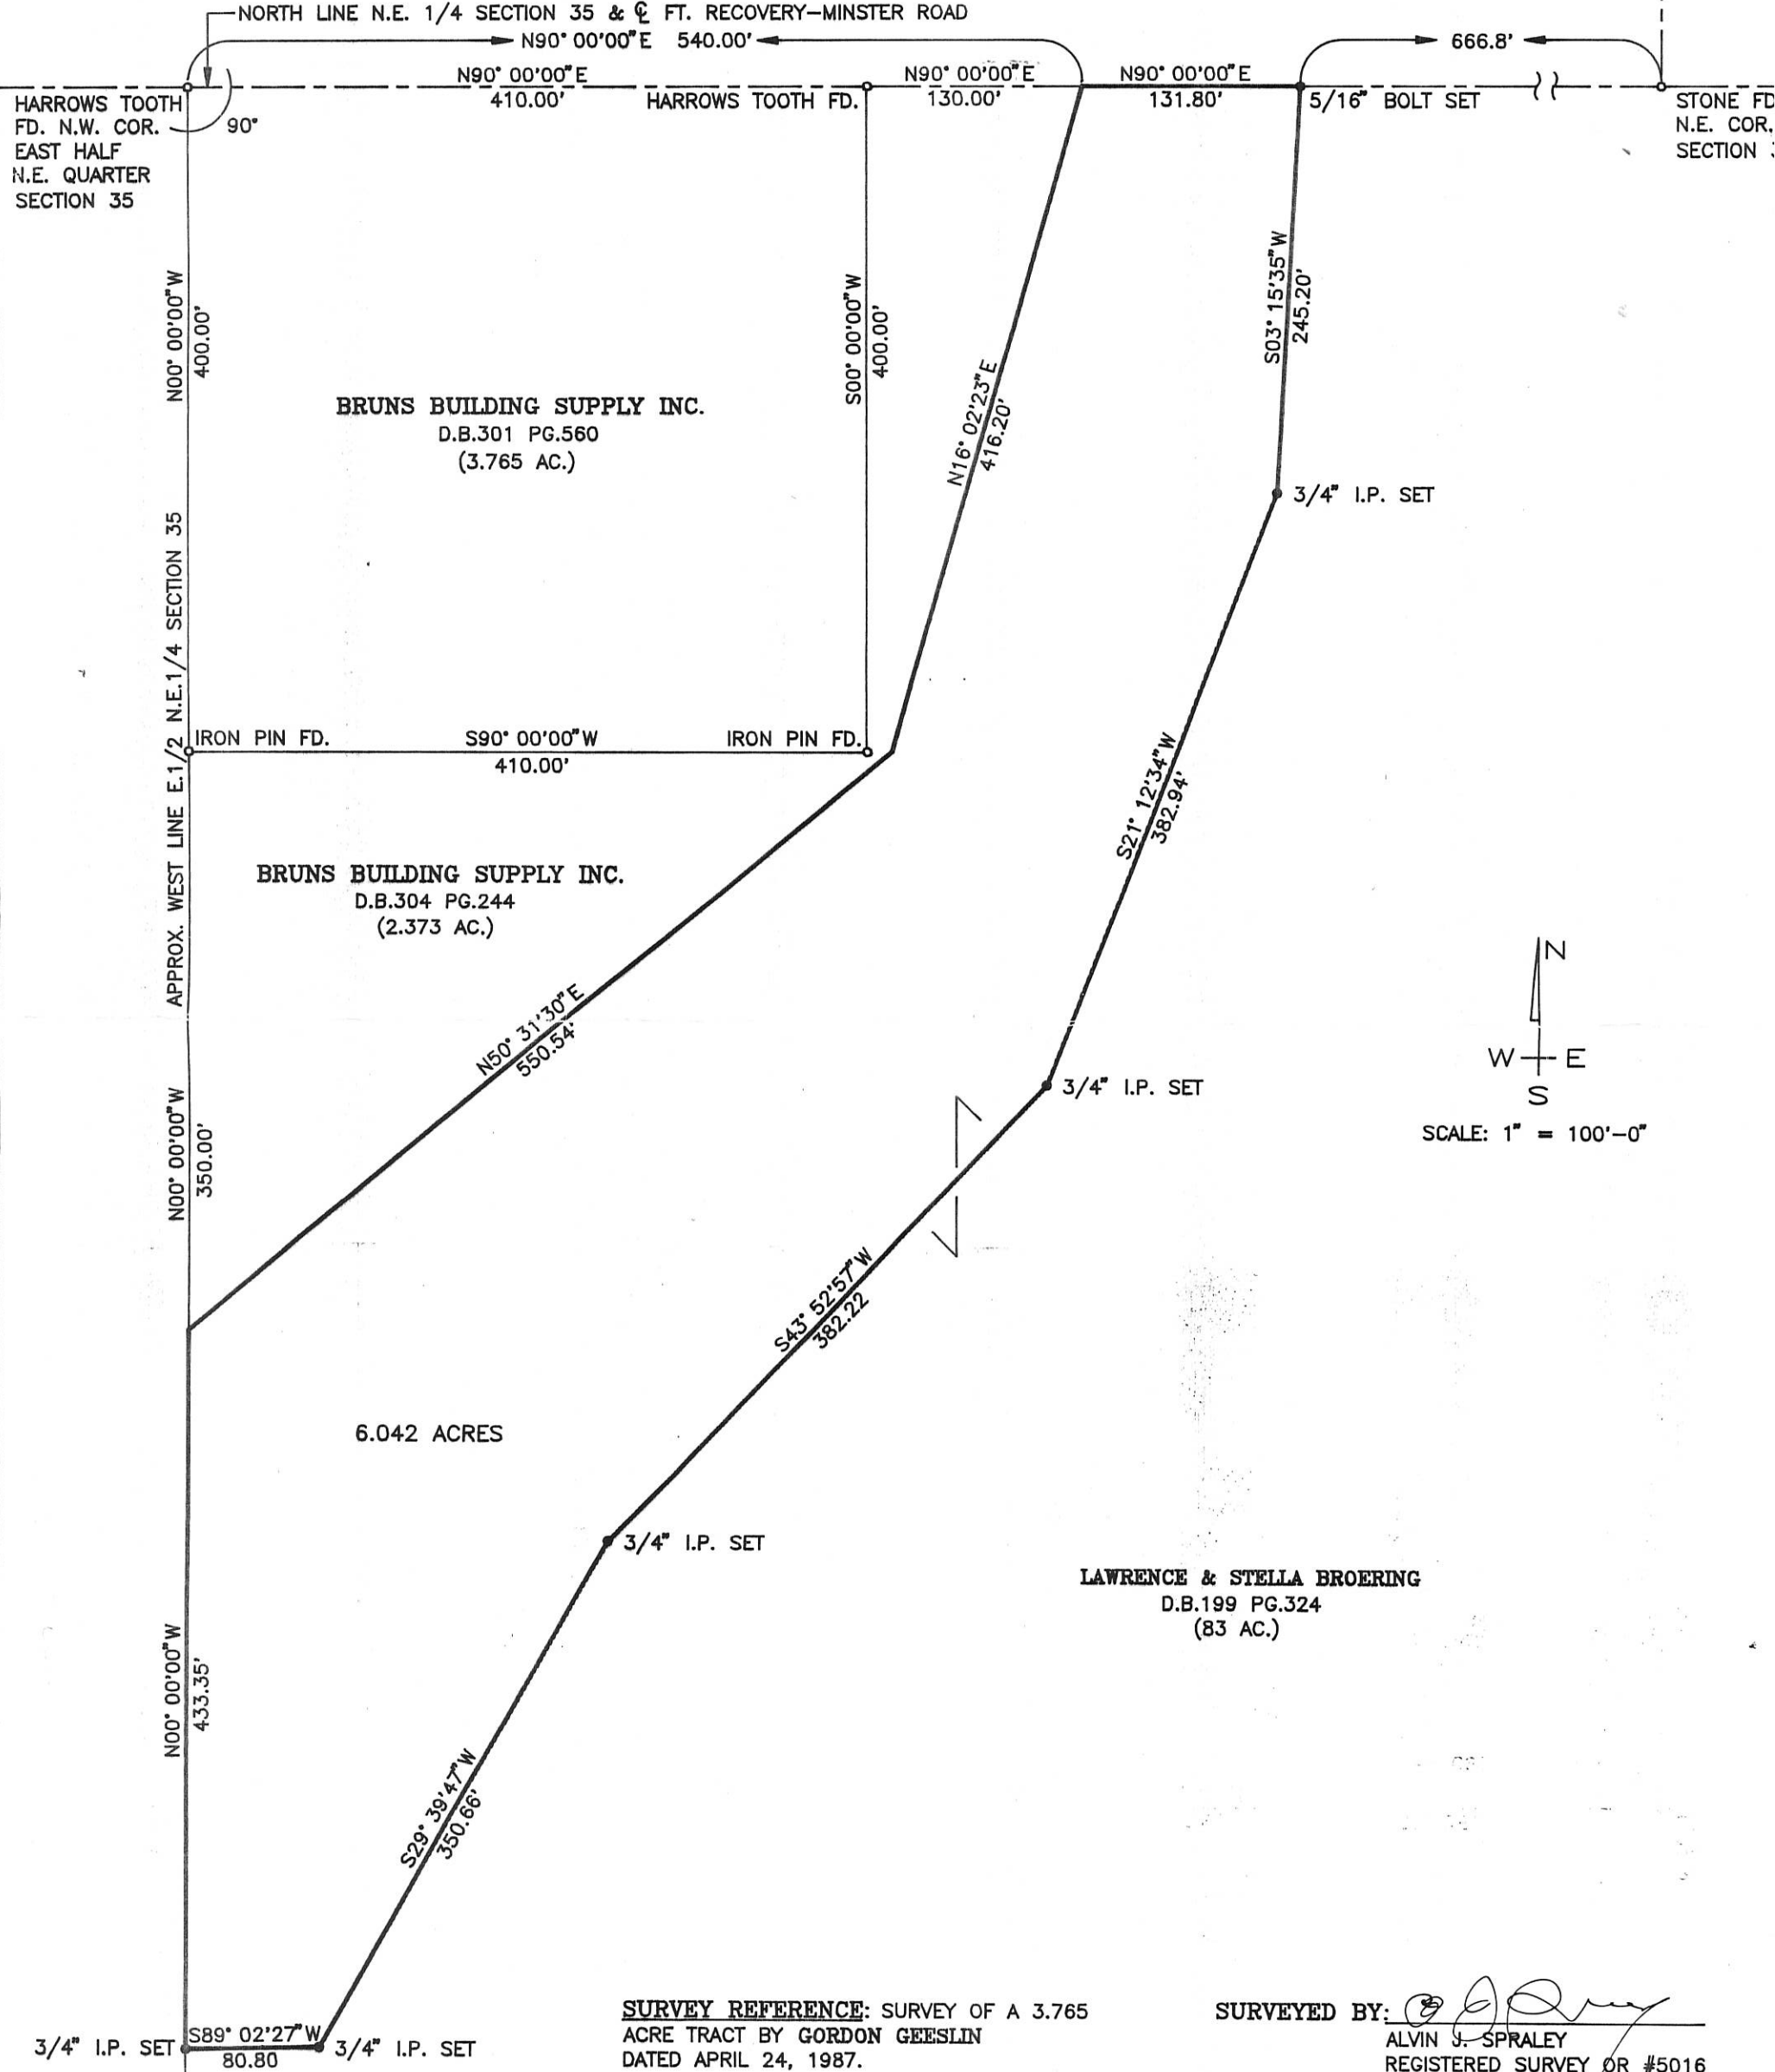 NORTH LINE N.E. 1/4 SECTION 35 & ℄ FT. RECOVERY-MINSTER ROAD
N90° 00'00"E 540.00'
666.8'
N90° 00'00"E
410.00'
N90° 00'00"E
130.00'
N90° 00'00"E
131.80'
HARROWS TOOTH
FD. N.W. COR.
EAST HALF
N.E. QUARTER
SECTION 35
90°
HARROWS TOOTH FD.
5/16" BOLT SET
STONE FD
N.E. COR.
SECTION
N00° 00'00"W
400.00'
S00° 00'00"W
400.00'
N16° 02'23"E
416.20'
S03° 15'35"W
245.20'
BRUNS BUILDING SUPPLY INC.
D.B.301 PG.560
(3.765 AC.)
3/4" I.P. SET
APPROX. WEST LINE E.1/2 N.E.1/4 SECTION 35
IRON PIN FD.
S90° 00'00"W
410.00'
IRON PIN FD.
S21° 12'34"W
382.94'
BRUNS BUILDING SUPPLY INC.
D.B.304 PG.244
(2.373 AC.)
N50° 31'30"E
550.54'
N
W E
S
SCALE: 1" = 100'-0"
3/4" I.P. SET
N00° 00'00"W
350.00'
S43° 52'57"W
382.22
6.042 ACRES
3/4" I.P. SET
LAWRENCE & STELLA BROERING
D.B.199 PG.324
(83 AC.)
N00° 00'00"W
433.35'
S29° 39'47"W
350.66'
3/4" I.P. SET
S89° 02'27"W
80.80
3/4" I.P. SET
SURVEY REFERENCE: SURVEY OF A 3.765
ACRE TRACT BY GORDON GEESLIN
DATED APRIL 24, 1987.
SURVEYED BY:
ALVIN J. SPRALEY
REGISTERED SURVEY OR #5016